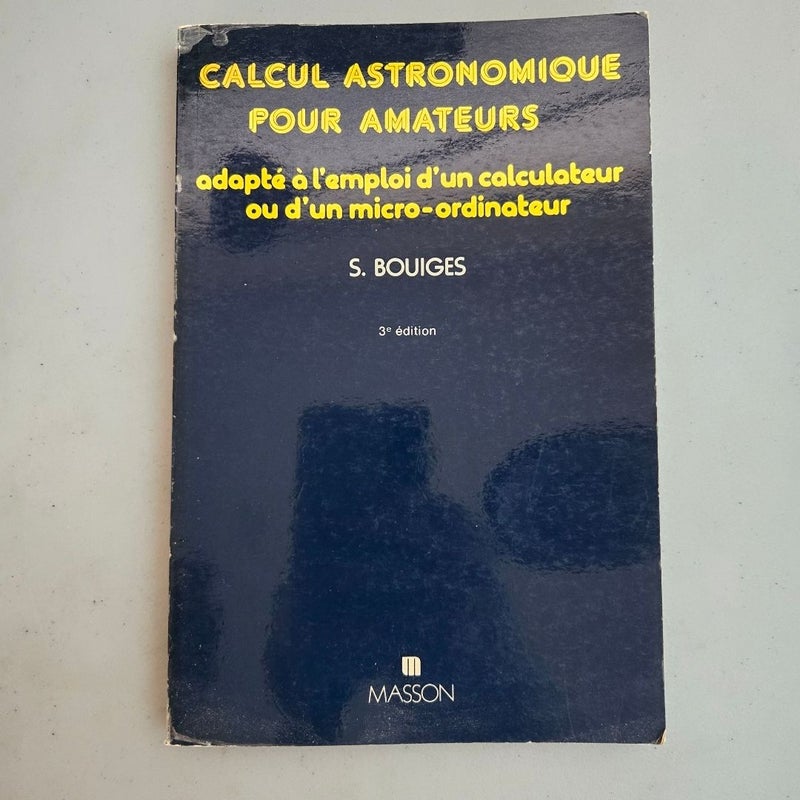 CALCUL ASTRONOMIQUE
POUR AMATEURS
adapté à l'emploi d'un calculateur
ou d'un micro-ordinateur
S. BOUIGES
3e édition
m
MASSON